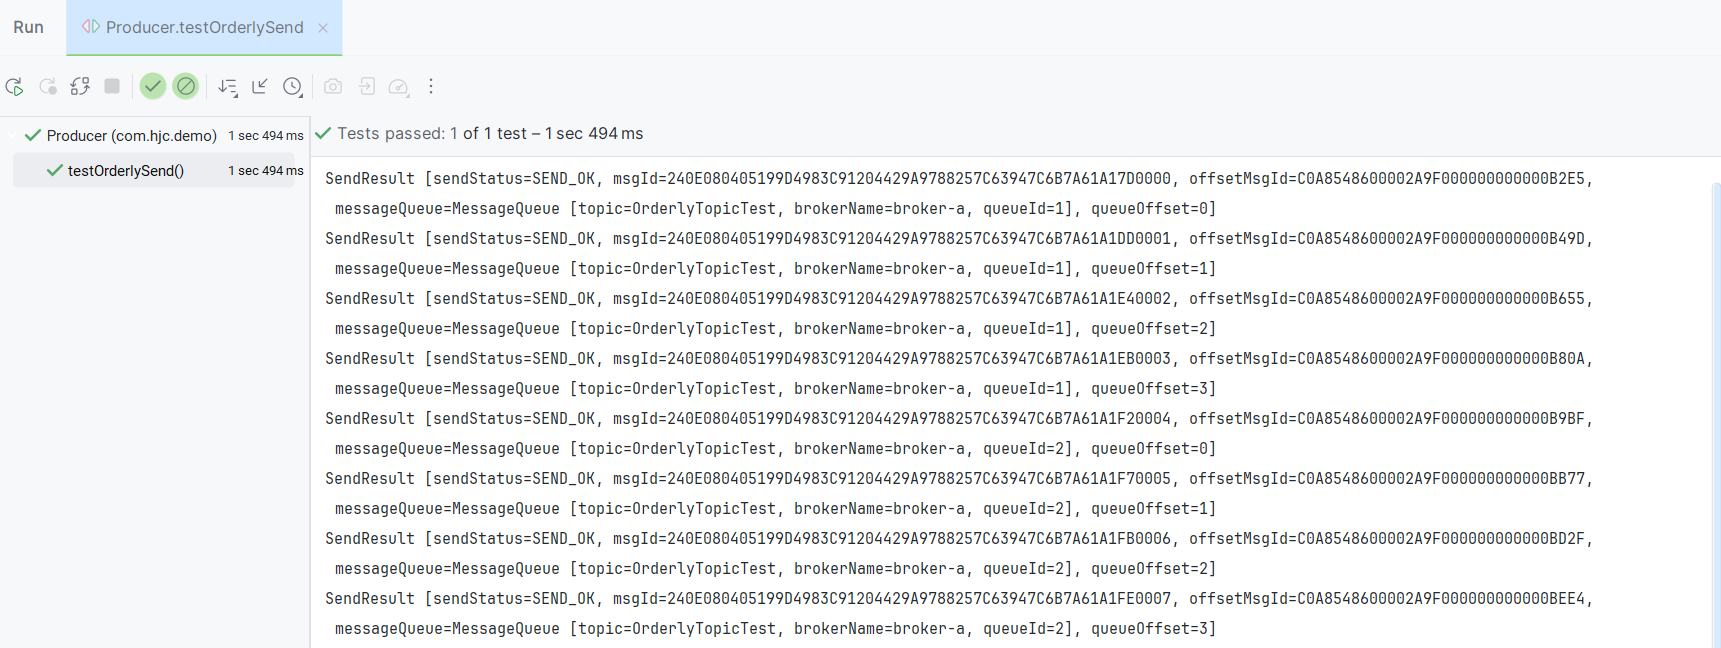 Run
Producer.testOrderlySend
Producer (com.hjc.demo) 1 sec 494 ms
testOrderlySend() 1 sec 494 ms
Tests passed: 1 of 1 test – 1 sec 494 ms
SendResult [sendStatus=SEND_OK, msgId=240E080405199D4983C91204429A9788257C63947C6B7A61A17D0000, offsetMsgId=C0A8548600002A9F000000000000B2E5,
messageQueue=MessageQueue [topic=OrderlyTopicTest, brokerName=broker-a, queueId=1], queueOffset=0]
SendResult [sendStatus=SEND_OK, msgId=240E080405199D4983C91204429A9788257C63947C6B7A61A1DD0001, offsetMsgId=C0A8548600002A9F000000000000B49D,
messageQueue=MessageQueue [topic=OrderlyTopicTest, brokerName=broker-a, queueId=1], queueOffset=1]
SendResult [sendStatus=SEND_OK, msgId=240E080405199D4983C91204429A9788257C63947C6B7A61A1E40002, offsetMsgId=C0A8548600002A9F000000000000B655,
messageQueue=MessageQueue [topic=OrderlyTopicTest, brokerName=broker-a, queueId=1], queueOffset=2]
SendResult [sendStatus=SEND_OK, msgId=240E080405199D4983C91204429A9788257C63947C6B7A61A1EB0003, offsetMsgId=C0A8548600002A9F000000000000B80A,
messageQueue=MessageQueue [topic=OrderlyTopicTest, brokerName=broker-a, queueId=1], queueOffset=3]
SendResult [sendStatus=SEND_OK, msgId=240E080405199D4983C91204429A9788257C63947C6B7A61A1F20004, offsetMsgId=C0A8548600002A9F000000000000B9BF,
messageQueue=MessageQueue [topic=OrderlyTopicTest, brokerName=broker-a, queueId=2], queueOffset=0]
SendResult [sendStatus=SEND_OK, msgId=240E080405199D4983C91204429A9788257C63947C6B7A61A1F70005, offsetMsgId=C0A8548600002A9F000000000000BB77,
messageQueue=MessageQueue [topic=OrderlyTopicTest, brokerName=broker-a, queueId=2], queueOffset=1]
SendResult [sendStatus=SEND_OK, msgId=240E080405199D4983C91204429A9788257C63947C6B7A61A1FB0006, offsetMsgId=C0A8548600002A9F000000000000BD2F,
messageQueue=MessageQueue [topic=OrderlyTopicTest, brokerName=broker-a, queueId=2], queueOffset=2]
SendResult [sendStatus=SEND_OK, msgId=240E080405199D4983C91204429A9788257C63947C6B7A61A1FE0007, offsetMsgId=C0A8548600002A9F000000000000BEE4,
messageQueue=MessageQueue [topic=OrderlyTopicTest, brokerName=broker-a, queueId=2], queueOffset=3]